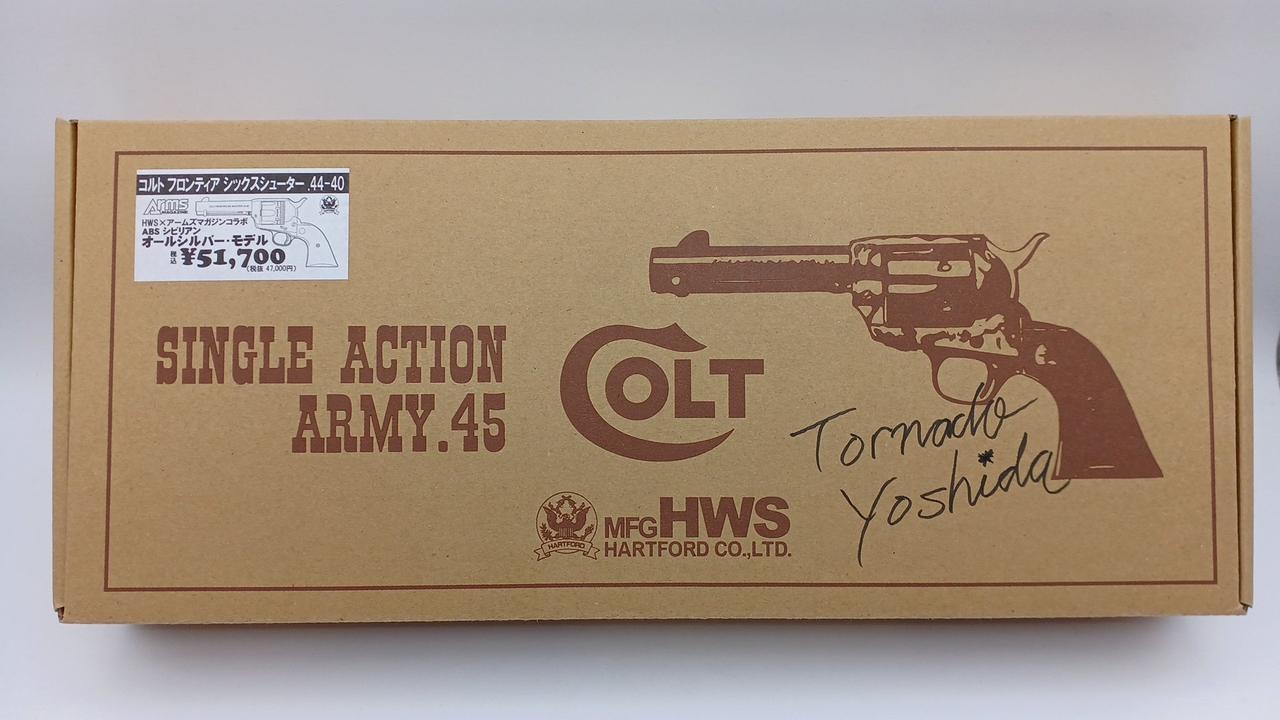 コルト フロンティア シックスシューター .44-40
Arms
MAGAZINE
HWS×アームズマガジンコラボ
ABS シビリアン
オールシルバー・モデル
税込 ¥51,700
(税抜 47,000円)
SINGLE ACTION
ARMY.45
COLT
Tornado
Yoshida
MFG HWS
HARTFORD CO.,LTD.
HARTFORD